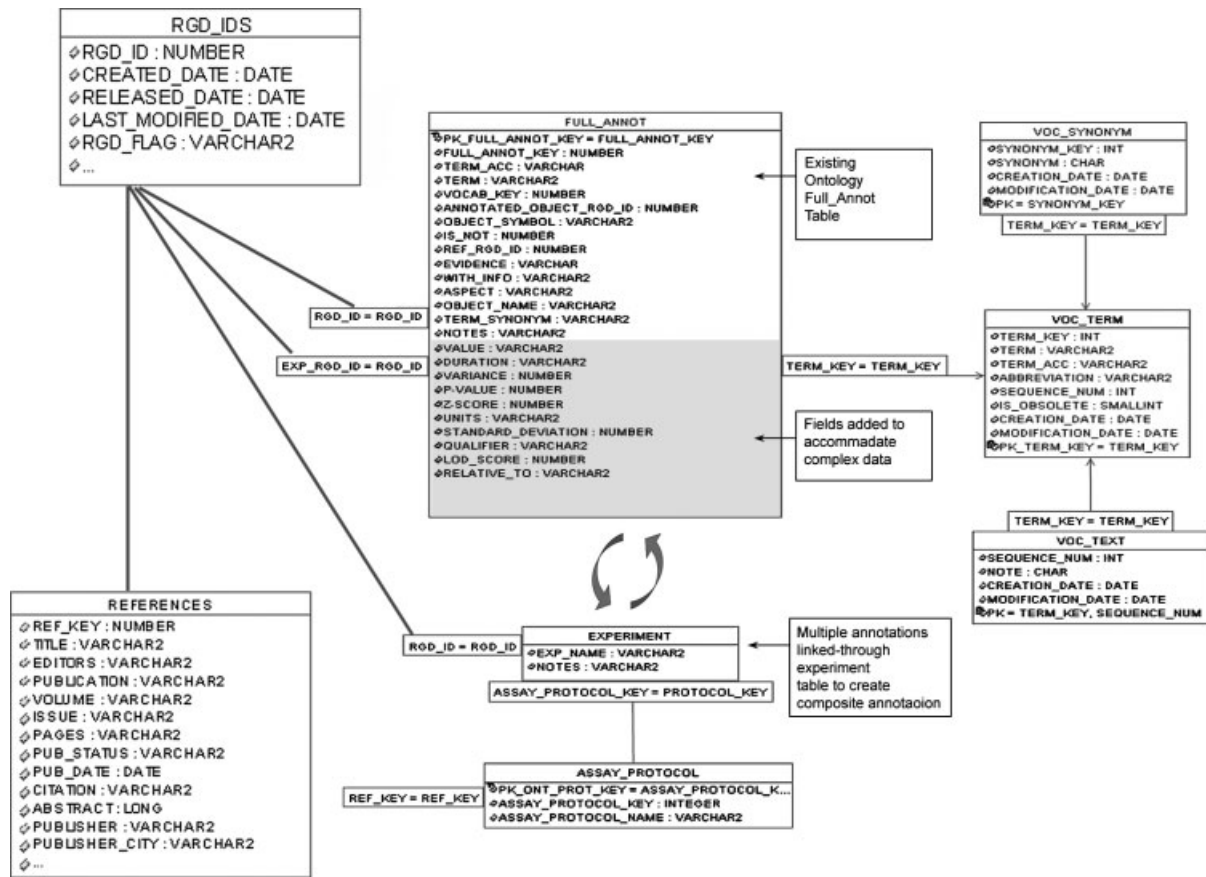 RGD_IDS
RGD_ID : NUMBER
CREATED_DATE : DATE
RELEASED_DATE : DATE
LAST_MODIFIED_DATE : DATE
RGD_FLAG : VARCHAR2
...
FULL_ANNOT
PK_FULL_ANNOT_KEY = FULL_ANNOT_KEY
FULL_ANNOT_KEY : NUMBER
TERM_ACC : VARCHAR
TERM : VARCHAR2
VOCAB_KEY : NUMBER
ANNOTATED_OBJECT_RGD_ID : NUMBER
OBJECT_SYMBOL : VARCHAR2
IS_NOT : NUMBER
REF_RGD_ID : NUMBER
EVIDENCE : VARCHAR
WITH_INFO : VARCHAR2
ASPECT : VARCHAR2
OBJECT_NAME : VARCHAR2
TERM_SYNONYM : VARCHAR2
NOTES : VARCHAR2
VALUE : VARCHAR2
DURATION : VARCHAR2
VARIANCE : NUMBER
P-VALUE : NUMBER
Z-SCORE : NUMBER
UNITS : VARCHAR2
STANDARD_DEVIATION : NUMBER
QUALIFIER : VARCHAR2
LOD_SCORE : NUMBER
RELATIVE_TO : VARCHAR2
Existing
Ontology
Full_Annot
Table
Fields added to
accommadate
complex data
VOC_SYNONYM
SYNONYM_KEY : INT
SYNONYM : CHAR
CREATION_DATE : DATE
MODIFICATION_DATE : DATE
PK = SYNONYM_KEY
TERM_KEY = TERM_KEY
VOC_TERM
TERM_KEY : INT
TERM : VARCHAR2
TERM_ACC : VARCHAR2
ABBREVIATION : VARCHAR2
SEQUENCE_NUM : INT
IS_OBSOLETE : SMALLINT
CREATION_DATE : DATE
MODIFICATION_DATE : DATE
PK_TERM_KEY = TERM_KEY
TERM_KEY = TERM_KEY
TERM_KEY = TERM_KEY
VOC_TEXT
SEQUENCE_NUM : INT
NOTE : CHAR
CREATION_DATE : DATE
MODIFICATION_DATE : DATE
PK = TERM_KEY, SEQUENCE_NUM
RGD_ID = RGD_ID
EXP_RGD_ID = RGD_ID
REFERENCES
REF_KEY : NUMBER
TITLE : VARCHAR2
EDITORS : VARCHAR2
PUBLICATION : VARCHAR2
VOLUME : VARCHAR2
ISSUE : VARCHAR2
PAGES : VARCHAR2
PUB_STATUS : VARCHAR2
PUB_DATE : DATE
CITATION : VARCHAR2
ABSTRACT : LONG
PUBLISHER : VARCHAR2
PUBLISHER_CITY : VARCHAR2
...
RGD_ID = RGD_ID
EXPERIMENT
EXP_NAME : VARCHAR2
NOTES : VARCHAR2
ASSAY_PROTOCOL_KEY = PROTOCOL_KEY
Multiple annotations
linked-through
experiment
table to create
composite annotaoion
REF_KEY = REF_KEY
ASSAY_PROTOCOL
PK_ONT_PROT_KEY = ASSAY_PROTOCOL_K...
ASSAY_PROTOCOL_KEY : INTEGER
ASSAY_PROTOCOL_NAME : VARCHAR2